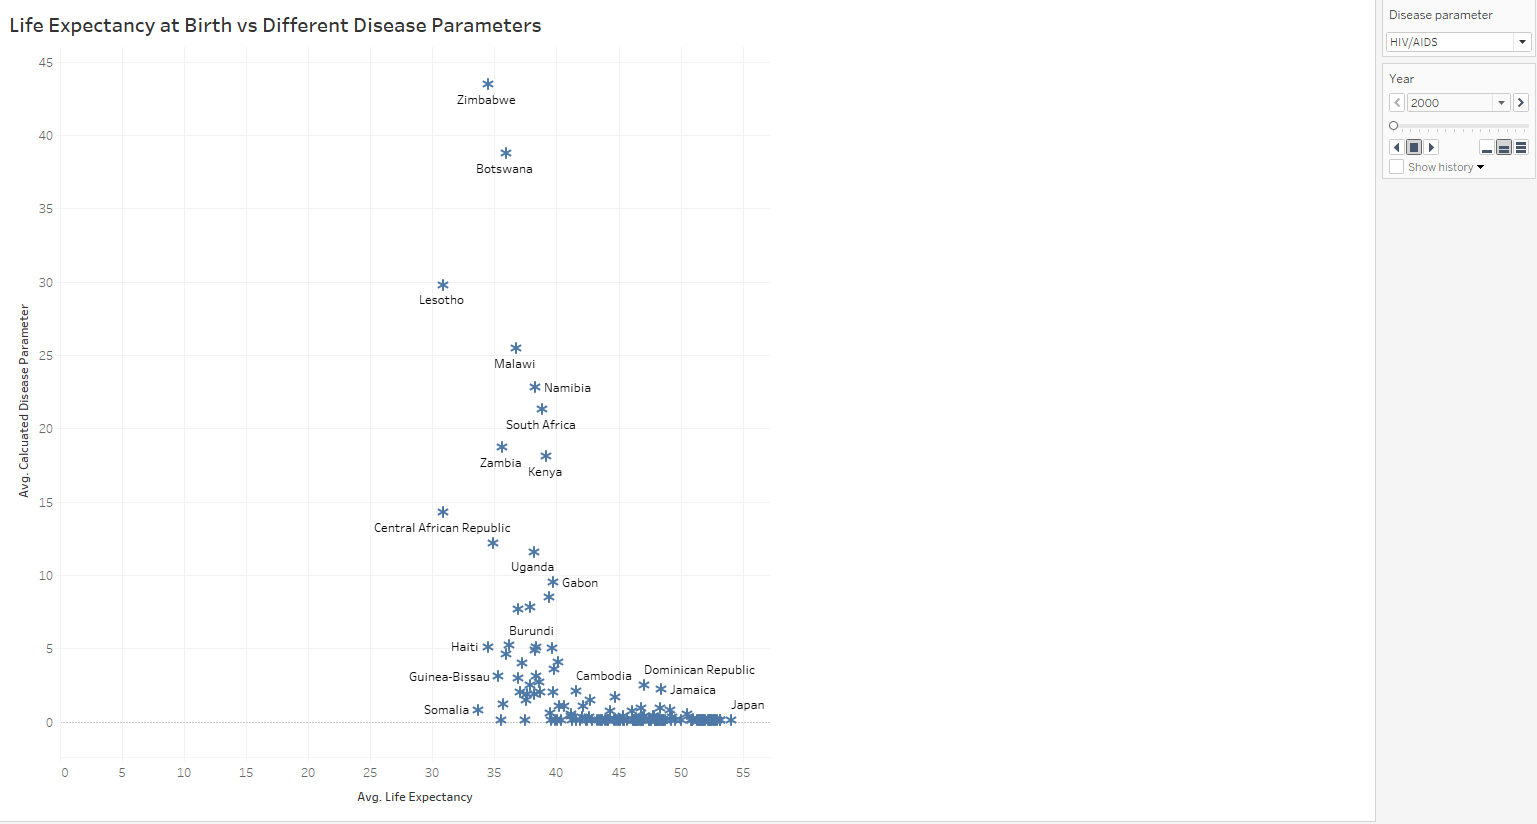 Life Expectancy at Birth vs Different Disease Parameters
Disease parameter
HIV/AIDS
Year
2000
Show history
Avg. Calcuated Disease Parameter
45
40
35
30
25
20
15
10
5
0
Zimbabwe
Botswana
Lesotho
Malawi
Namibia
South Africa
Zambia
Kenya
Central African Republic
Uganda
Gabon
Burundi
Haiti
Dominican Republic
Guinea-Bissau
Cambodia
Jamaica
Somalia
Japan
0 5 10 15 20 25 30 35 40 45 50 55
Avg. Life Expectancy